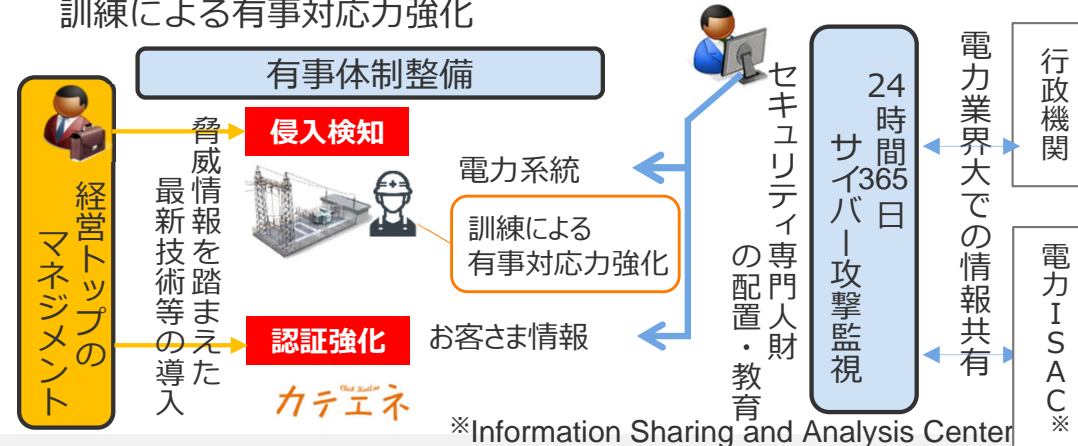 訓練による有事対応力強化
有事体制整備
経営トップの
マネジメント
脅威情報を踏まえた
最新技術等の導入
侵入検知
電力系統
訓練による
有事対応力強化
認証強化
お客さま情報
カテエネ
セキュリティ専門人財
の配置・教育
24時間365日
サイバー攻撃監視
電力業界大での情報共有
行政機関
電力ISAC※
※Information Sharing and Analysis Center